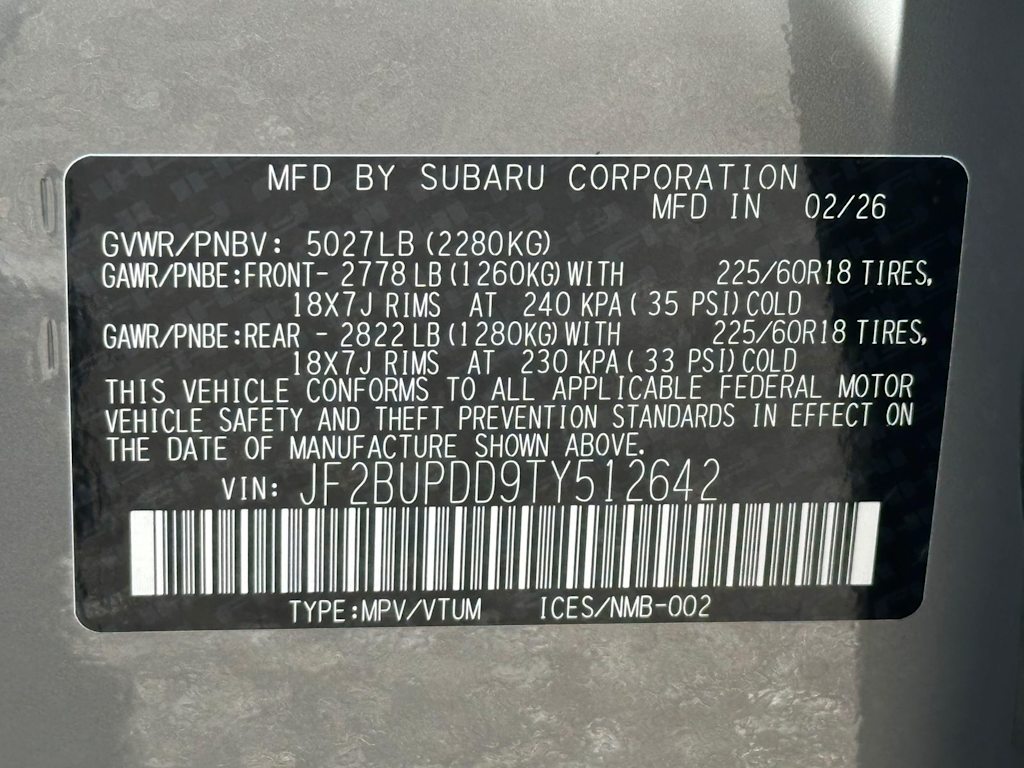 MFD BY SUBARU CORPORATION
MFD IN 02/26
GVWR/PNBV: 5027LB (2280KG)
GAWR/PNBE:FRONT- 2778 LB (1260KG) WITH 225/60R18 TIRES,
18X7J RIMS AT 240 KPA ( 35 PSI) COLD
GAWR/PNBE:REAR - 2822 LB (1280KG) WITH 225/60R18 TIRES,
18X7J RIMS AT 230 KPA ( 33 PSI) COLD
THIS VEHICLE CONFORMS TO ALL APPLICABLE FEDERAL MOTOR
VEHICLE SAFETY AND THEFT PREVENTION STANDARDS IN EFFECT ON
THE DATE OF MANUFACTURE SHOWN ABOVE.
VIN: JF2BUPDD9TY512642
TYPE:MPV/VTUM ICES/NMB-002